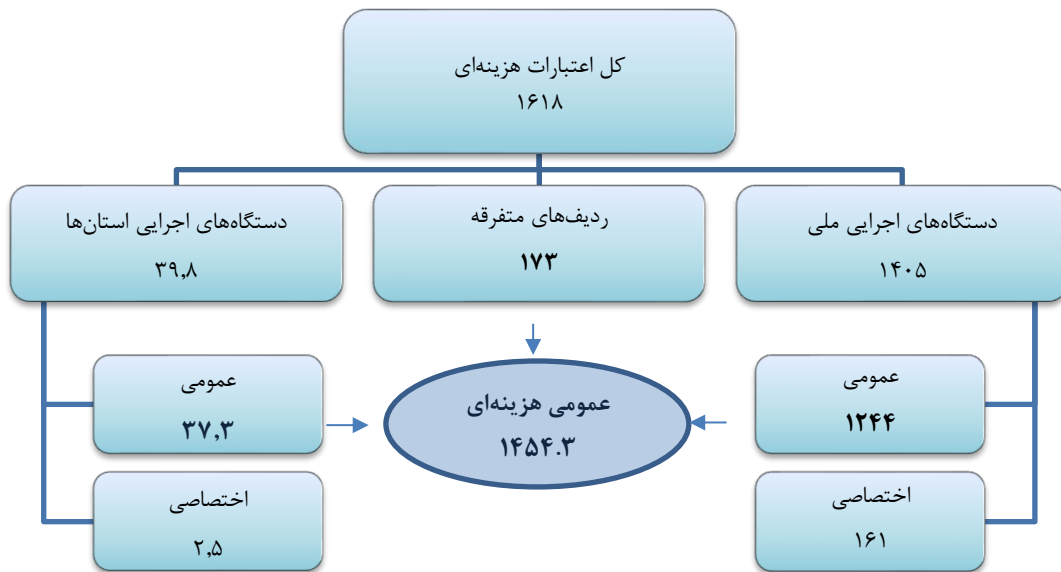 کل اعتبارات هزینه‌ای
۱۶۱۸
دستگاه‌های اجرایی ملی
۱۴۰۵
ردیف‌های متفرقه
۱۷۳
دستگاه‌های اجرایی استان‌ها
۳۹,۸
عمومی
۱۲۴۴
عمومی هزینه‌ای
۱۴۵۴.۳
عمومی
۳۷,۳
اختصاصی
۱۶۱
اختصاصی
۲,۵